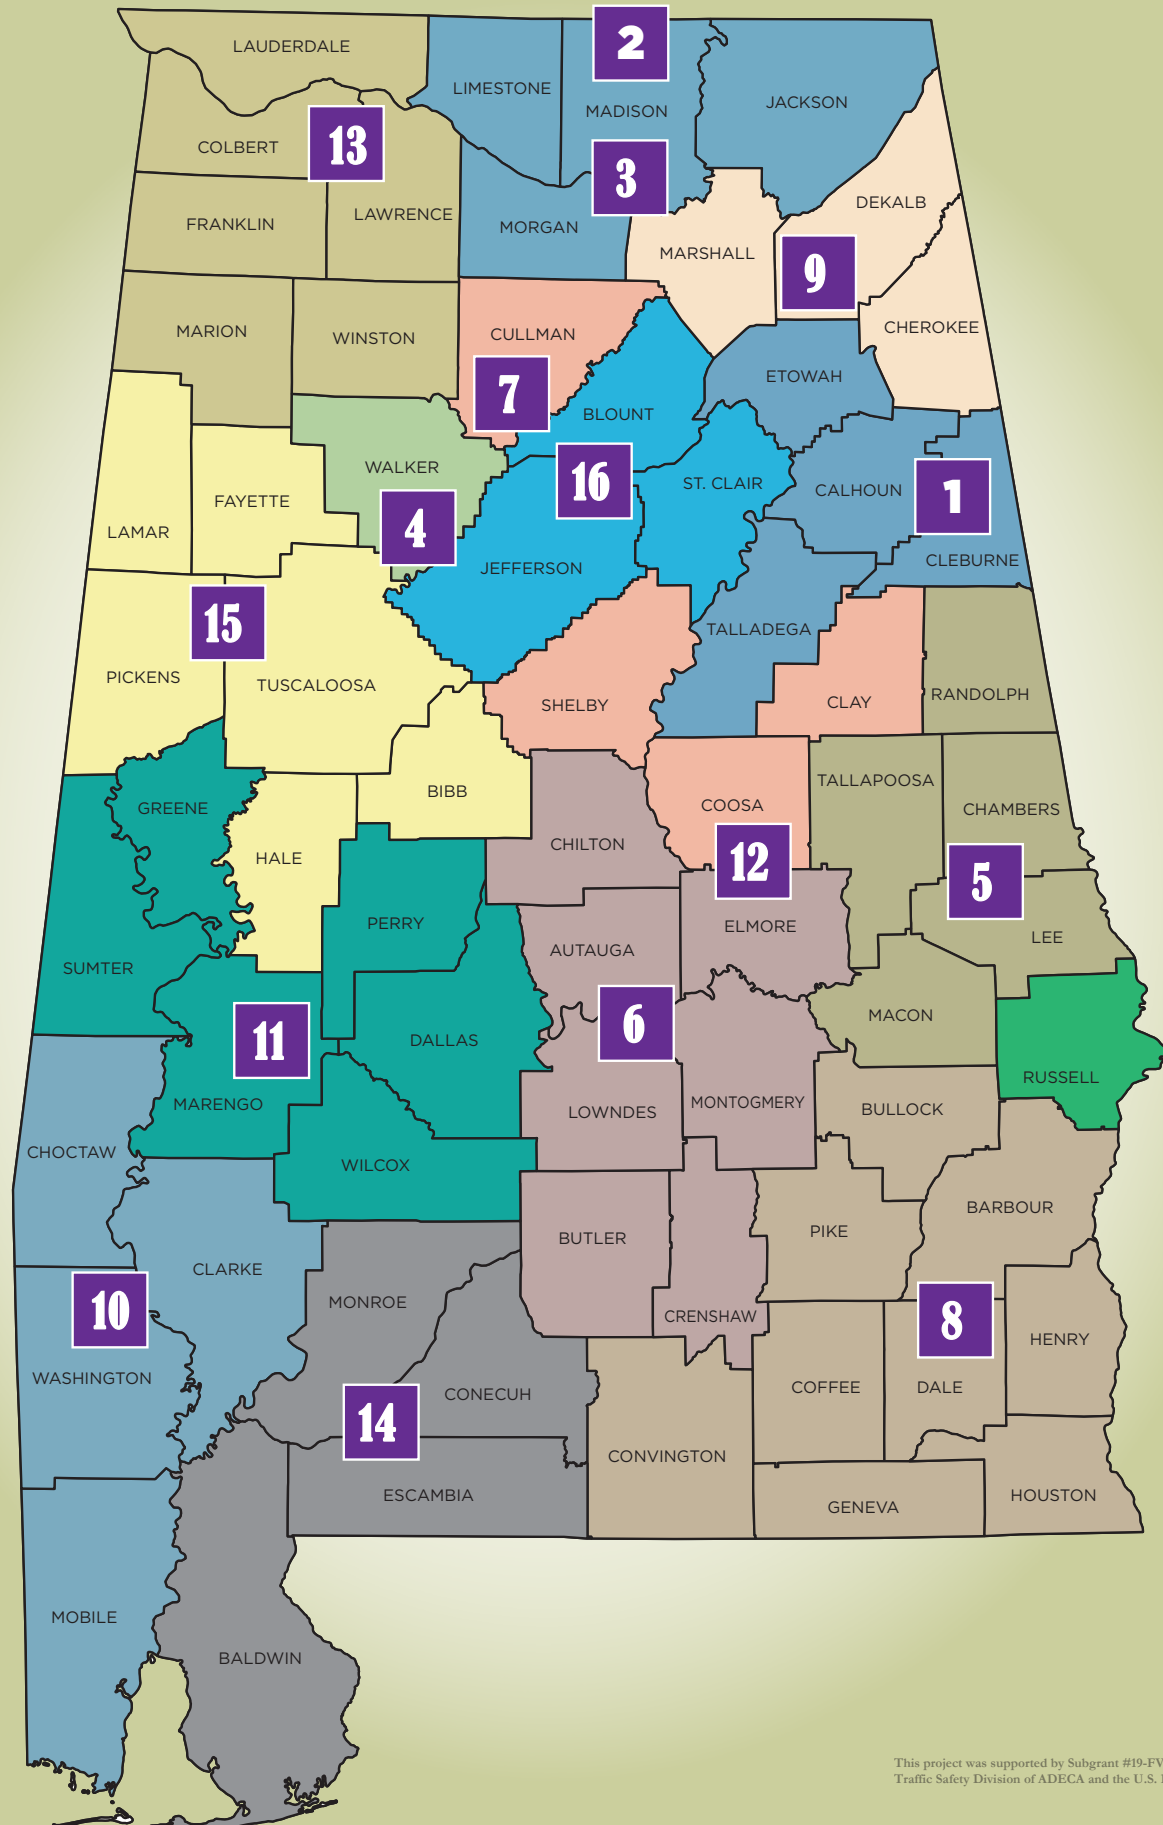 2
LAUDERDALE
LIMESTONE
MADISON
JACKSON
13
COLBERT
3
DEKALB
FRANKLIN
LAWRENCE
MORGAN
MARSHALL
9
MARION
WINSTON
CULLMAN
CHEROKEE
7
ETOWAH
BLOUNT
WALKER
16
ST. CLAIR
CALHOUN
1
FAYETTE
LAMAR
4
JEFFERSON
CLEBURNE
15
TALLADEGA
PICKENS
TUSCALOOSA
SHELBY
CLAY
RANDOLPH
GREENE
BIBB
COOSA
TALLAPOOSA
CHAMBERS
HALE
CHILTON
12
5
PERRY
AUTAUGA
ELMORE
LEE
SUMTER
11
DALLAS
6
MACON
RUSSELL
MARENGO
LOWNDES
MONTOGMERY
BULLOCK
CHOCTAW
WILCOX
BARBOUR
BUTLER
PIKE
CLARKE
10
MONROE
CRENSHAW
8
HENRY
WASHINGTON
CONECUH
COFFEE
DALE
14
CONVINGTON
ESCAMBIA
GENEVA
HOUSTON
MOBILE
BALDWIN
This project was supported by Subgrant #19-FV
Traffic Safety Division of ADECA and the U.S.